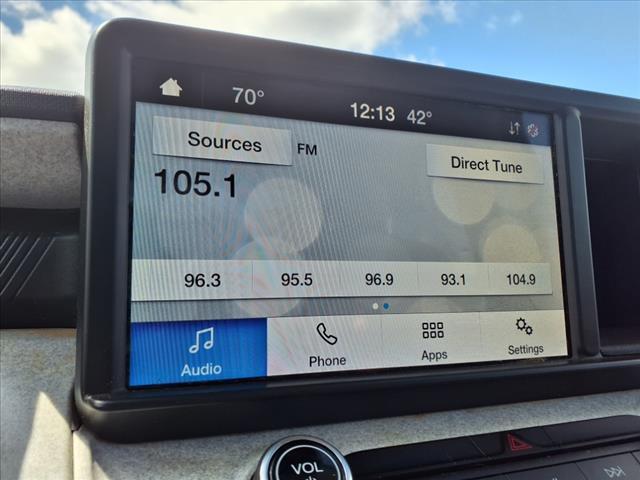 70° 12:13 42°
Sources FM Direct Tune
105.1
96.3 95.5 96.9 93.1 104.9
Audio Phone Apps Settings
VOL